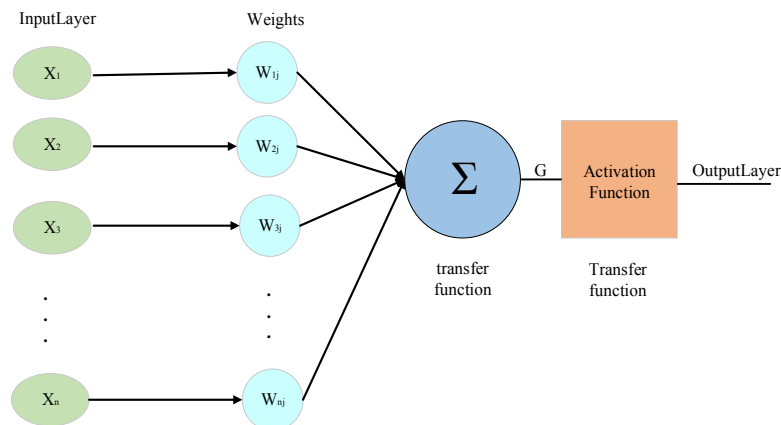 InputLayer
Weights
X1
W1j
X2
W2j
X3
W3j
Σ
G
Activation
Function
OutputLayer
transfer
function
Transfer
function
.
.
.
.
.
.
Xn
Wnj